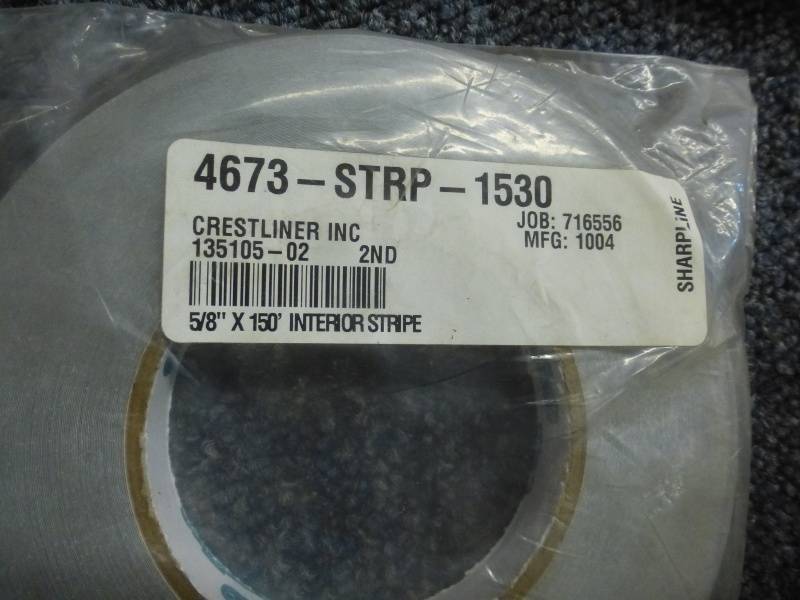 4673-STRP-1530
CRESTLINER INC
135105-02 2ND
JOB: 716556
MFG: 1004
5/8" X 150' INTERIOR STRIPE
SHARPLINE